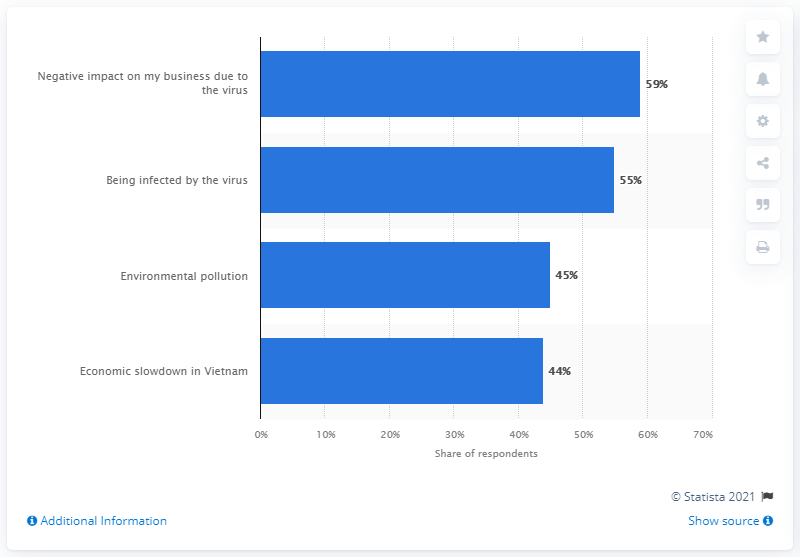 Negative impact on my business due to
the virus
59%
Being infected by the virus
55%
Environmental pollution
45%
Economic slowdown in Vietnam
44%
0% 10% 20% 30% 40% 50% 60% 70%
Share of respondents
© Statista 2021
Additional Information
Show source